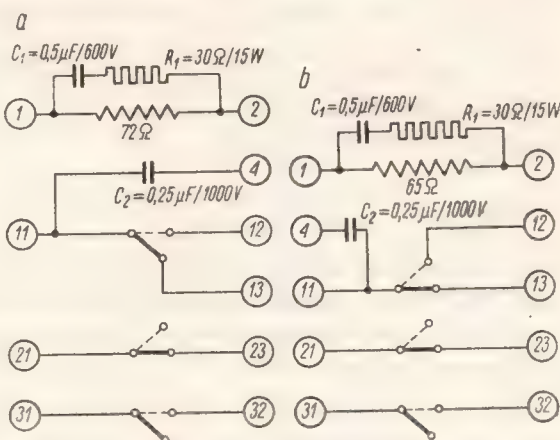 a
C₁=0,5µF/600V R₁=30Ω/15W
1 2
72Ω
4
C₂=0,25µF/1000V
11 12
13
21 23
31 32
b
C₁=0,5µF/600V R₁=30Ω/15W
1 2
65Ω
C₂=0,25µF/1000V
4 12
11 13
21 23
31 32